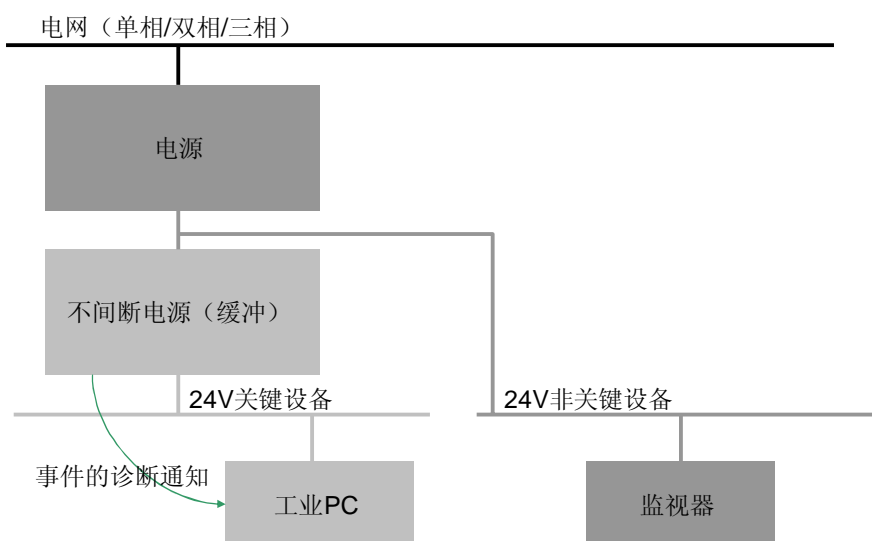 电网（单相/双相/三相）
电源
不间断电源（缓冲）
24V关键设备
24V非关键设备
事件的诊断通知
工业PC
监视器